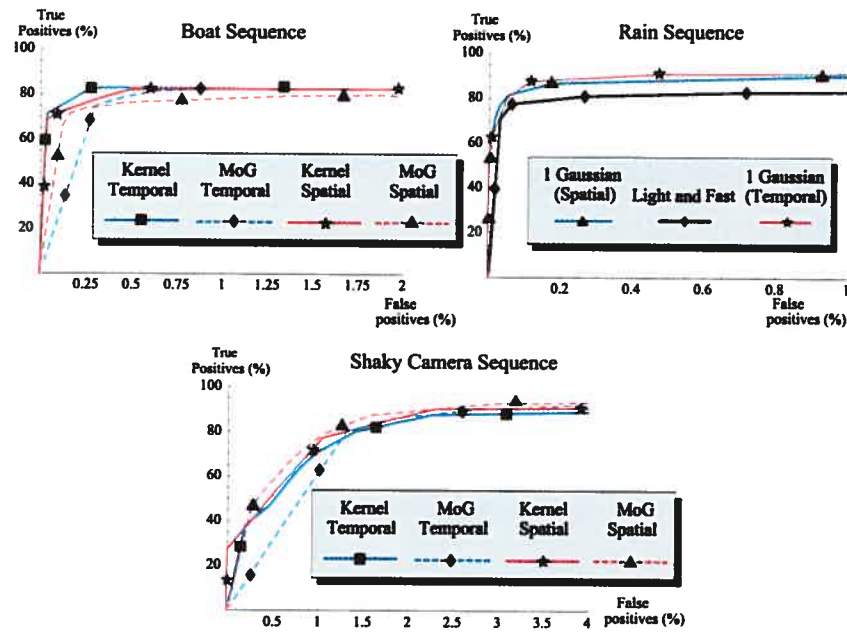 True
Positives (%)
Boat Sequence
100
80
60
40
20
Kernel
Temporal
MoG
Temporal
Kernel
Spatial
MoG
Spatial
0.25
0.5
0.75
1
1.25
1.5
1.75
2
False
positives (%)
True
Positives (%)
Rain Sequence
100
80
60
40
20
1 Gaussian
(Spatial)
Light and Fast
1 Gaussian
(Temporal)
0.2
0.4
0.6
0.8
1
False
positives (%)
True
Positives (%)
Shaky Camera Sequence
100
80
60
40
20
Kernel
Temporal
MoG
Temporal
Kernel
Spatial
MoG
Spatial
0.5
1
1.5
2
2.5
3
3.5
4
False
positives (%)